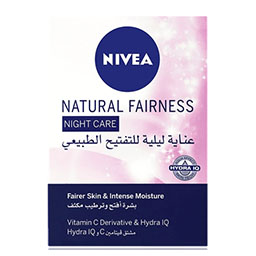 NIVEA
NATURAL FAIRNESS
NIGHT CARE
عناية ليلية للتفتيح الطبيعي
HYDRA IQ
Fairer Skin & Intense Moisture
بشرة أفتح وترطيب مكثف
Vitamin C Derivative & Hydra IQ
مشتق فيتامين C و Hydra IQ